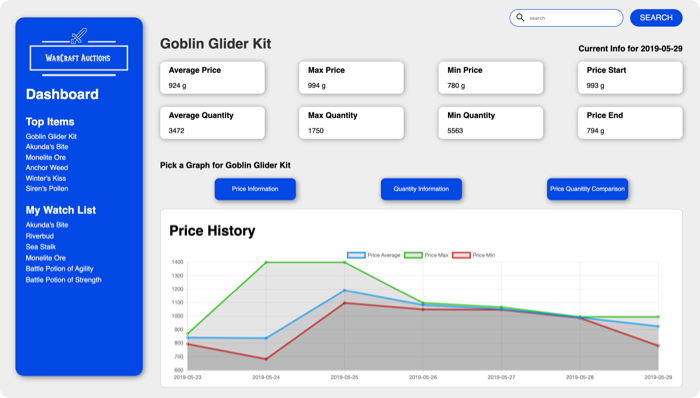 search
SEARCH
WarCraft Auctions
Dashboard
Top Items
Goblin Glider Kit
Akunda's Bite
Monelite Ore
Anchor Weed
Winter's Kiss
Siren's Pollen
My Watch List
Akunda's Bite
Riverbud
Sea Stalk
Monelite Ore
Battle Potion of Agility
Battle Potion of Strength
Goblin Glider Kit
Current Info for 2019-05-29
Average Price
924 g
Max Price
994 g
Min Price
780 g
Price Start
993 g
Average Quantity
3472
Max Quantity
1750
Min Quantity
5563
Price End
794 g
Pick a Graph for Goblin Glider Kit
Price Information
Quantity Information
Price Quanitity Comparison
Price History
Price Average
Price Max
Price Min
1400
1300
1200
1100
1000
900
800
700
600
2019-05-23
2019-05-24
2019-05-25
2019-05-26
2019-05-27
2019-05-28
2019-05-29